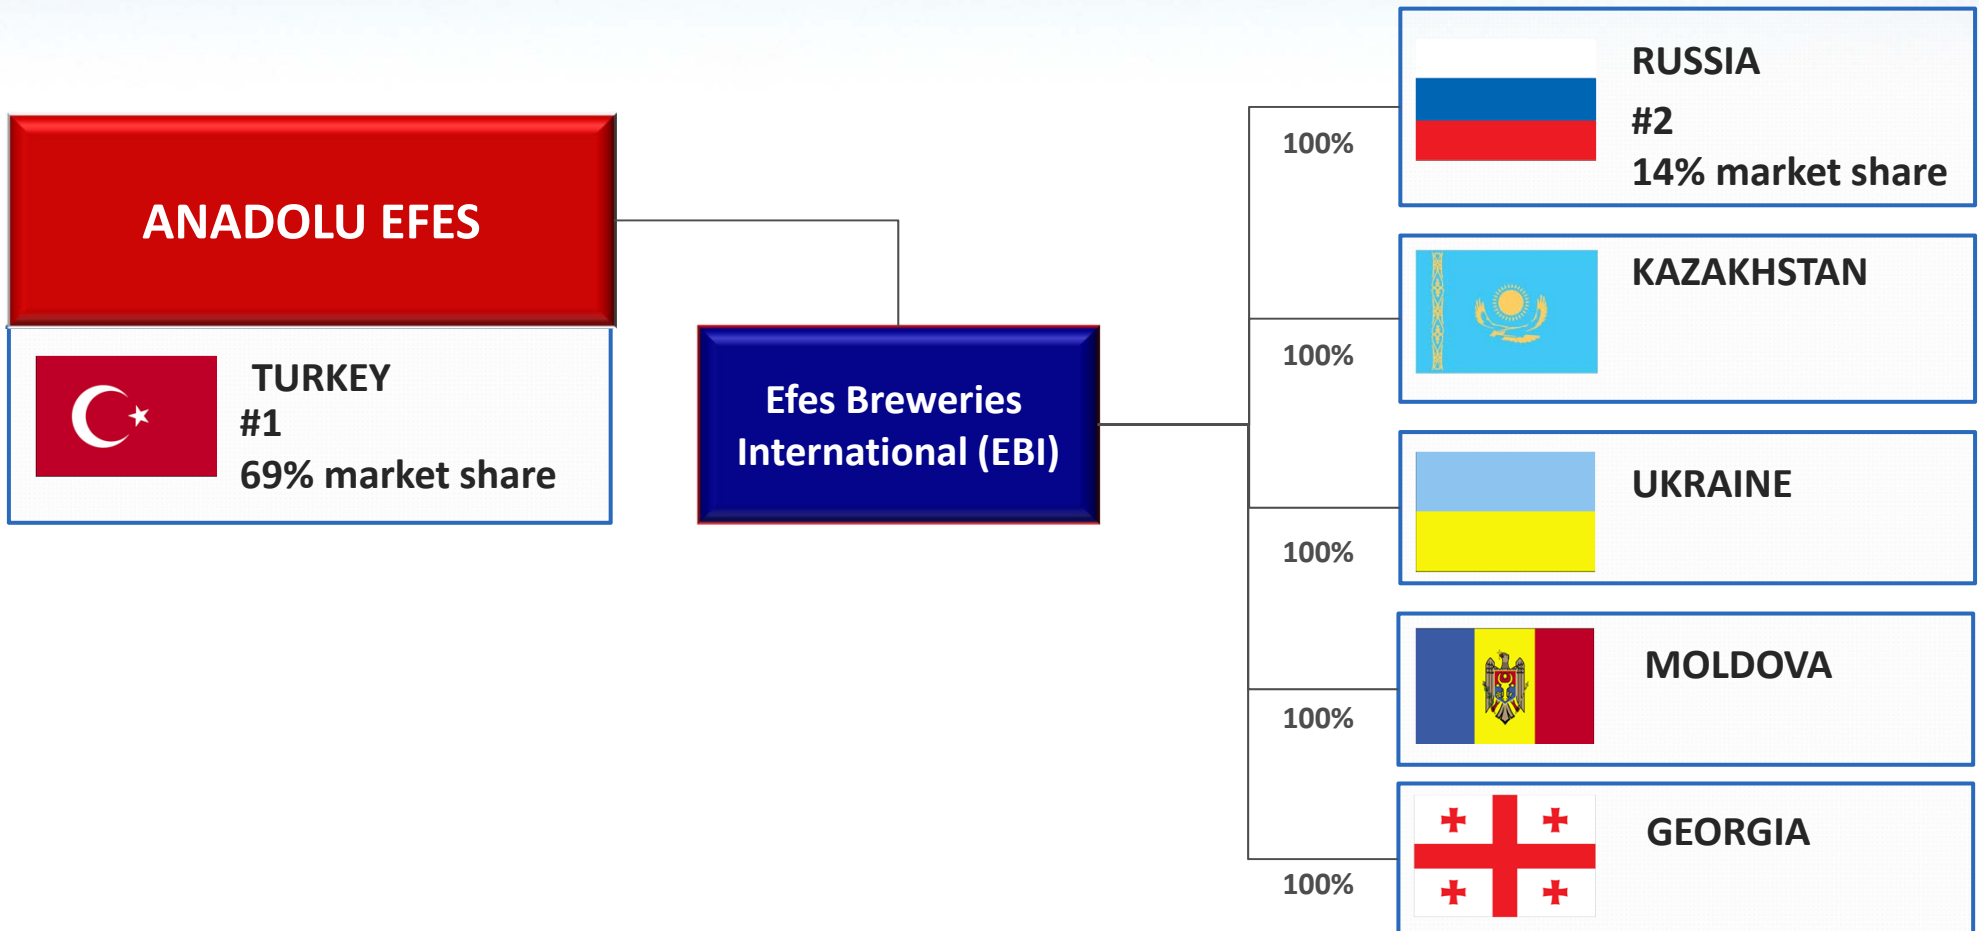 ANADOLU EFES
TURKEY
#1
69% market share
Efes Breweries
International (EBI)
100%
RUSSIA
#2
14% market share
100%
KAZAKHSTAN
100%
UKRAINE
100%
MOLDOVA
100%
GEORGIA